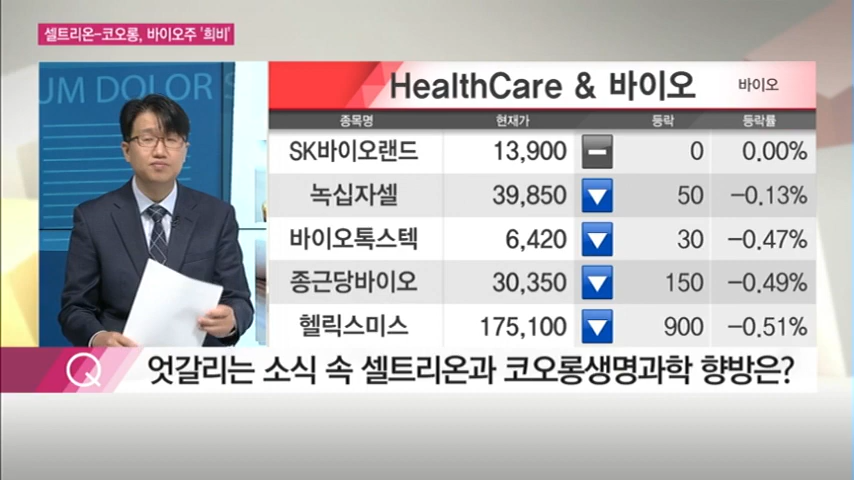 셀트리온-코오롱, 바이오주 '희비'
UM DOLOR S
HealthCare & 바이오 바이오
종목명 현재가 등락 등락률
SK바이오랜드 13,900 0 0.00%
녹십자셀 39,850 ▼ 50 -0.13%
바이오톡스텍 6,420 ▼ 30 -0.47%
종근당바이오 30,350 ▼ 150 -0.49%
헬릭스미스 175,100 ▼ 900 -0.51%
Q 엇갈리는 소식 속 셀트리온과 코오롱생명과학 향방은?